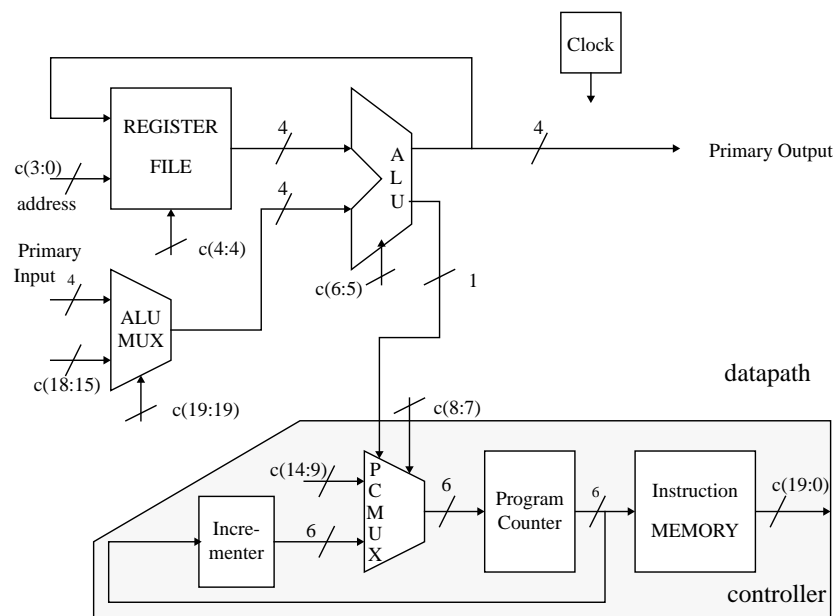 Clock
REGISTER
FILE
4
A
L
U
4
Primary Output
c(3:0)
address
4
c(4:4)
Primary
Input
4
c(6:5)
1
ALU
MUX
c(18:15)
c(19:19)
datapath
c(8:7)
c(14:9)
P
C
M
U
X
6
Program
Counter
6
Instruction
MEMORY
c(19:0)
Incre-
menter
6
controller